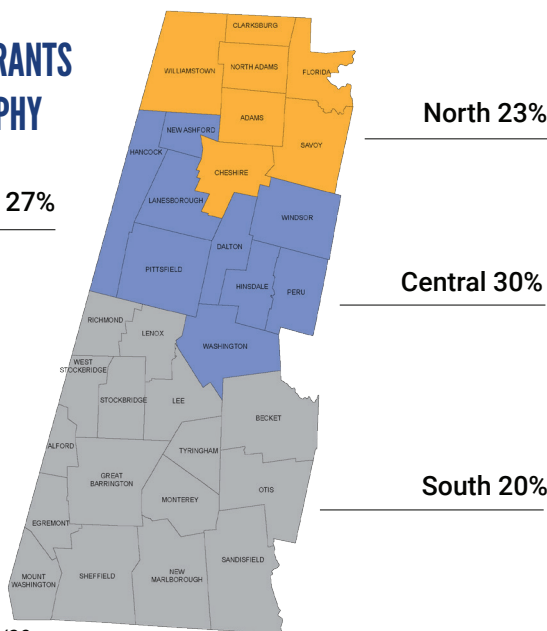 CLARKSBURG
WILLIAMSTOWN
NORTH ADAMS
FLORIDA
North 23%
ADAMS
SAVOY
NEW ASHFORD
HANCOCK
CHESHIRE
27%
LANESBOROUGH
WINDSOR
DALTON
PITTSFIELD
HINSDALE
PERU
Central 30%
RICHMOND
LENOX
WASHINGTON
WEST
STOCKBRIDGE
STOCKBRIDGE
LEE
BECKET
ALFORD
TYRINGHAM
GREAT
BARRINGTON
MONTEREY
OTIS
South 20%
EGREMONT
SANDISFIELD
MOUNT
WASHINGTON
SHEFFIELD
NEW
MARLBOROUGH